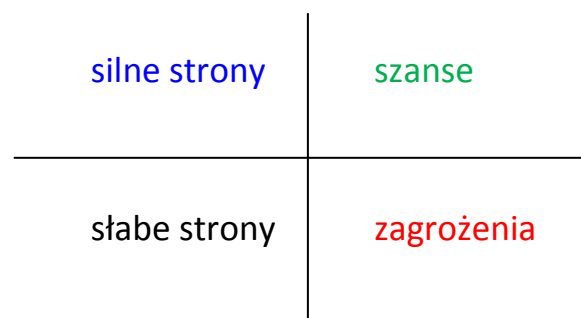 silne strony
szanse
słabe strony
zagrożenia